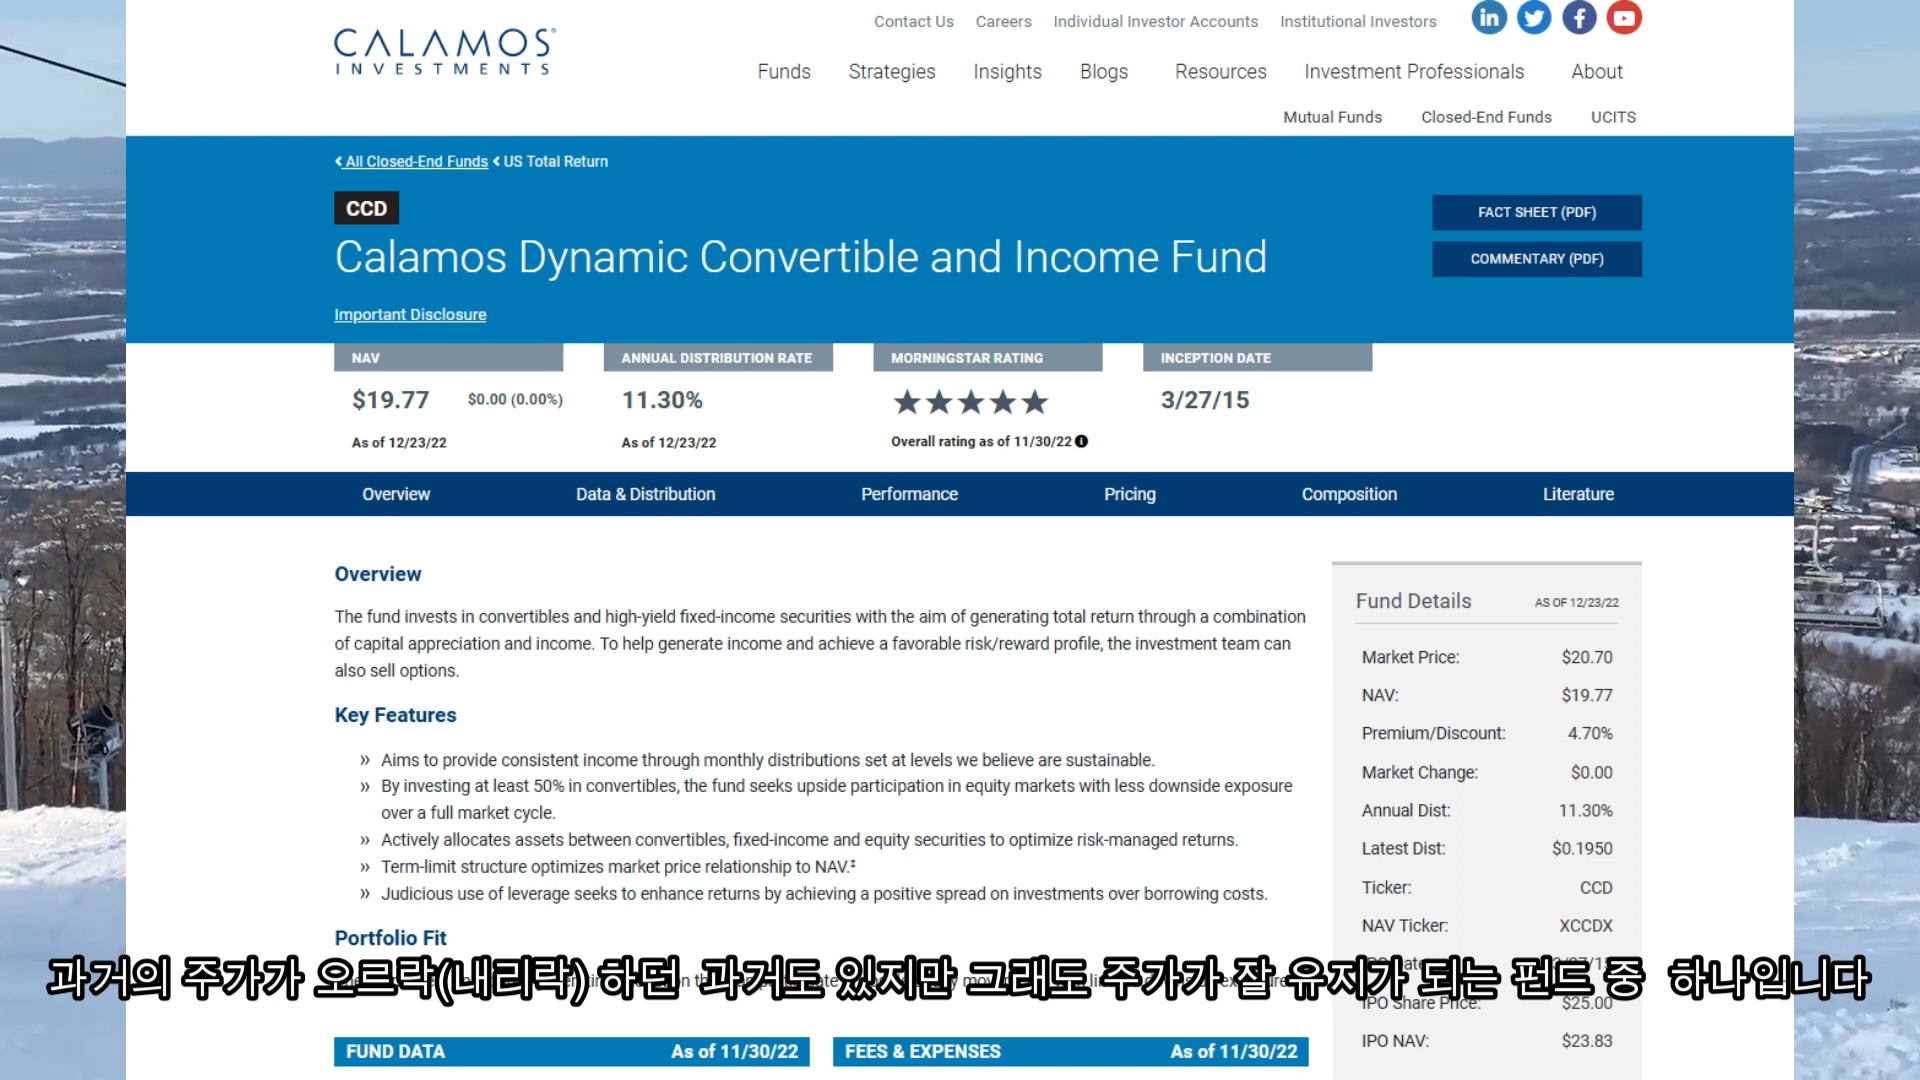 CALAMOS
INVESTMENTS
Contact Us Careers Individual Investor Accounts Institutional Investors
Funds Strategies Insights Blogs Resources Investment Professionals About
Mutual Funds Closed-End Funds UCITS
All Closed-End Funds US Total Return
CCD
Calamos Dynamic Convertible and Income Fund
Important Disclosure
FACT SHEET (PDF)
COMMENTARY (PDF)
NAV
$19.77 $0.00 (0.00%)
As of 12/23/22
ANNUAL DISTRIBUTION RATE
11.30%
As of 12/23/22
MORNINGSTAR RATING
★★★★★
Overall rating as of 11/30/22
INCEPTION DATE
3/27/15
Overview Data & Distribution Performance Pricing Composition Literature
Overview
The fund invests in convertibles and high-yield fixed-income securities with the aim of generating total return through a combination
of capital appreciation and income. To help generate income and achieve a favorable risk/reward profile, the investment team can
also sell options.
Key Features
» Aims to provide consistent income through monthly distributions set at levels we believe are sustainable.
» By investing at least 50% in convertibles, the fund seeks upside participation in equity markets with less downside exposure
over a full market cycle.
» Actively allocates assets between convertibles, fixed-income and equity securities to optimize risk-managed returns.
» Term-limit structure optimizes market price relationship to NAV.‡
» Judicious use of leverage seeks to enhance returns by achieving a positive spread on investments over borrowing costs.
Portfolio Fit
Fund Details AS OF 12/23/22
Market Price: $20.70
NAV: $19.77
Premium/Discount: 4.70%
Market Change: $0.00
Annual Dist: 11.30%
Latest Dist: $0.1950
Ticker: CCD
NAV Ticker: XCCDX
IPO Share Price: $25.00
IPO NAV: $23.83
과거의 주가가 오르락(내리락) 하던 과거도 있지만 그래도 주가가 잘 유지가 되는 펀드 중 하나입니다
FUND DATA As of 11/30/22
FEES & EXPENSES As of 11/30/22